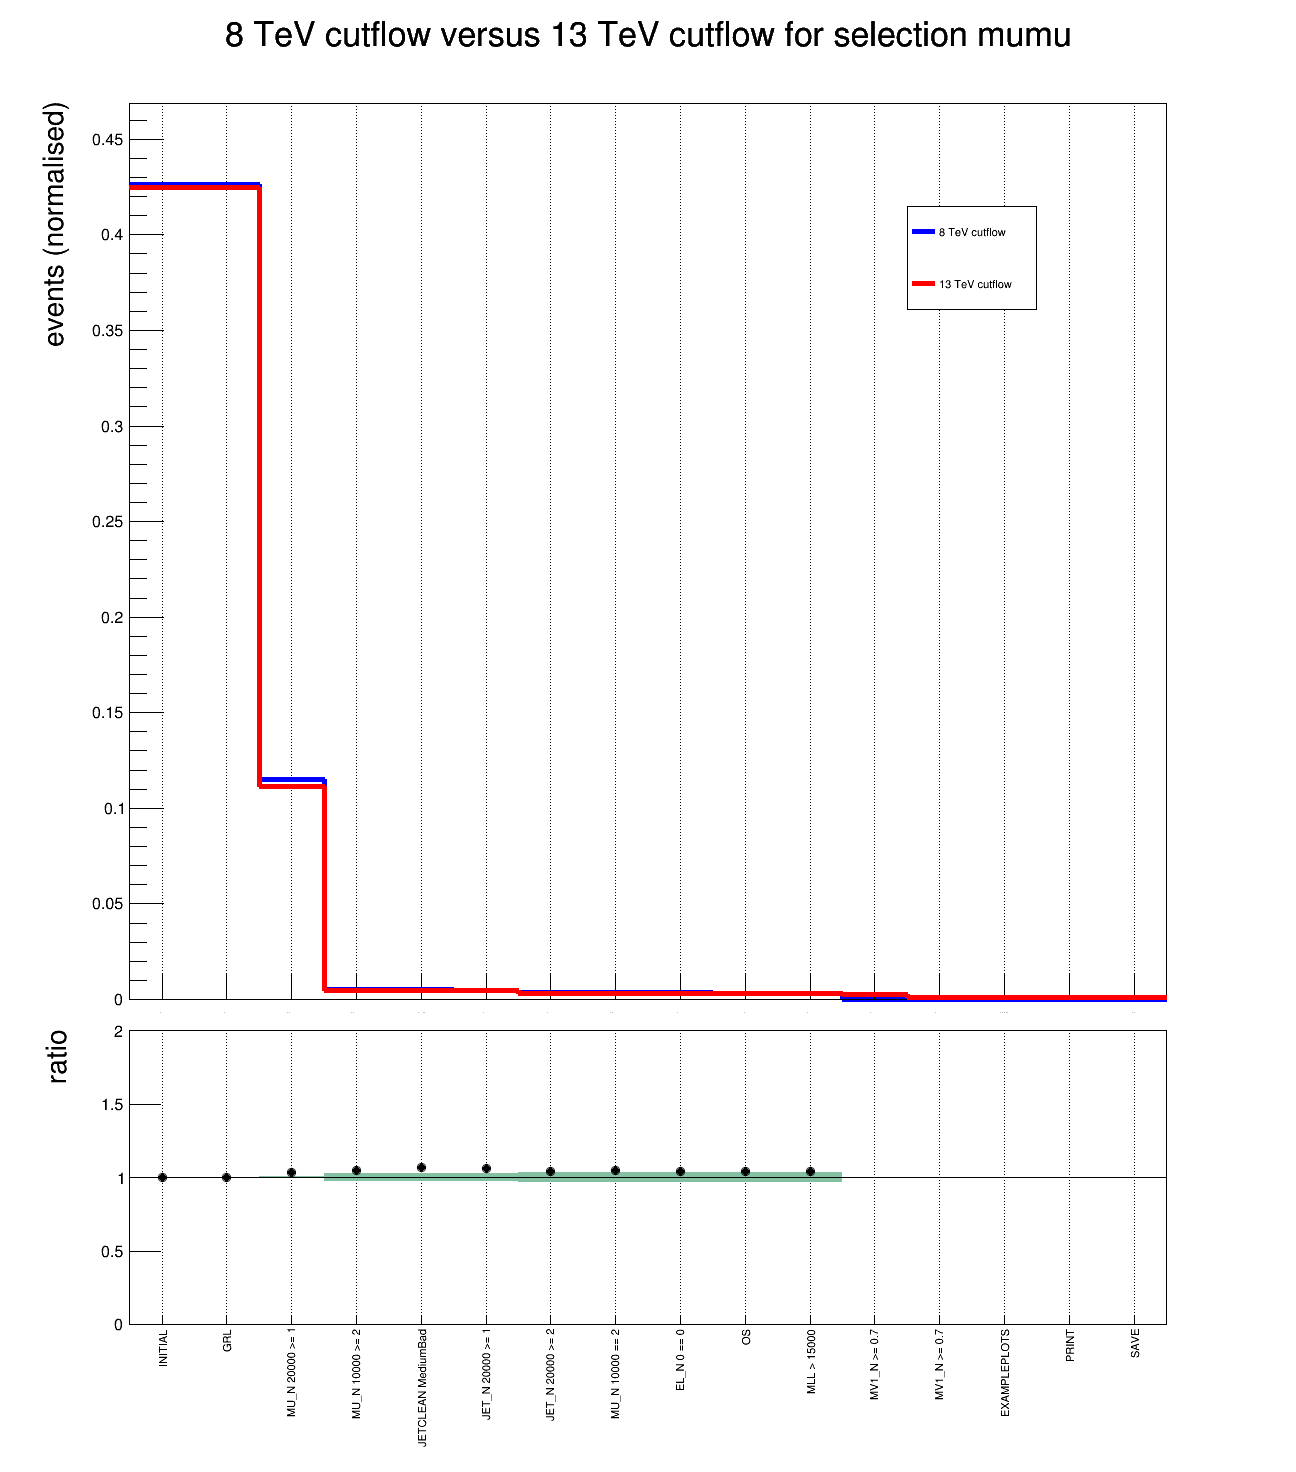 8 TeV cutflow versus 13 TeV cutflow for selection mumu
events (normalised)
0.45
0.4
0.35
0.3
0.25
0.2
0.15
0.1
0.05
0
8 TeV cutflow
13 TeV cutflow
ratio
2
1.5
1
0.5
0
INITIAL
GRL
MU_N 20000 >= 1
MU_N 10000 >= 2
JETCLEAN MediumBad
JET_N 20000 >= 1
JET_N 20000 >= 2
MU_N 10000 == 2
EL_N 0 == 0
OS
MLL > 15000
MV1_N >= 0.7
MV1_N >= 0.7
EXAMPLEPLOTS
PRINT
SAVE